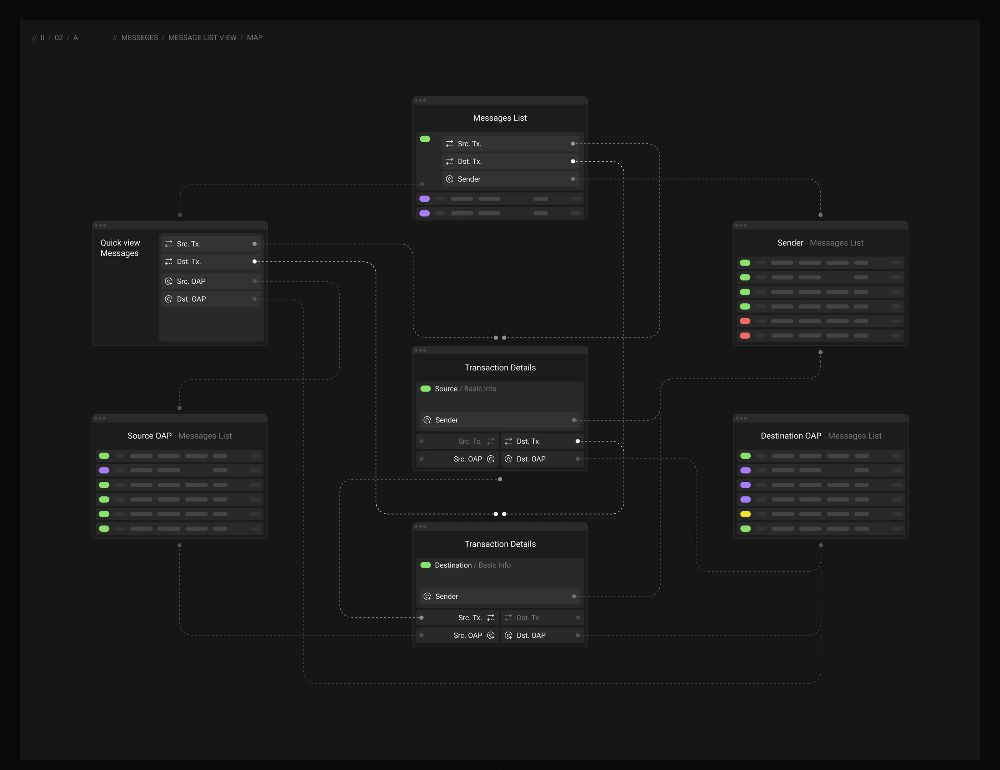 // II / 02 / A
// MESSEGES / MESSAGE LIST VIEW / MAP
Messages List
Src. Tx.
Dst. Tx.
Sender
Quick view
Messages
Src. Tx.
Dst. Tx.
Src. OAP
Dst. OAP
Sender - Messages List
Transaction Details
Source / Basic Info
Sender
Src. Tx.
Dst. Tx.
Src. OAP
Dst. OAP
Source OAP - Messages List
Destination OAP - Messages List
Transaction Details
Destination / Basic Info
Sender
Src. Tx.
Dst. Tx.
Src. OAP
Dst. OAP